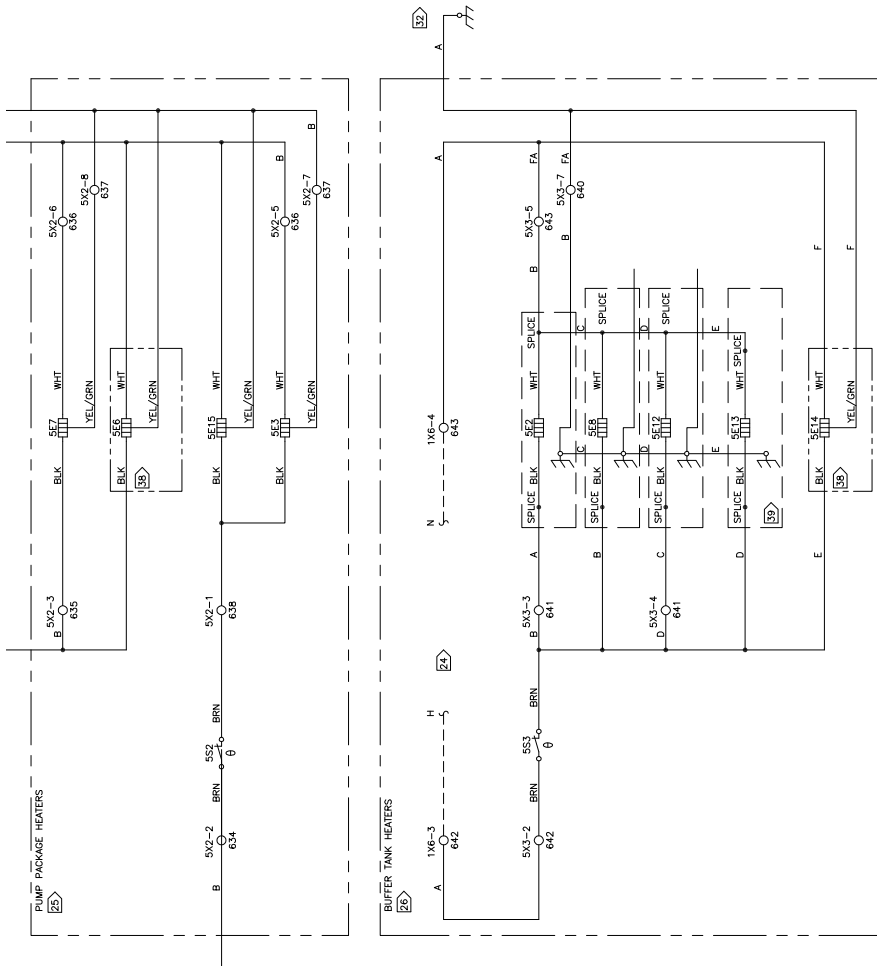 32
A
PUMP PACKAGE HEATERS
25
5X2-6
636
5X2-8
637
WHT
5E7
YEL/GRN
BLK
5X2-3
635
B
WHT
5E6
YEL/GRN
BLK
38
WHT
5E15
YEL/GRN
BLK
5X2-1
638
BRN
5S2
θ
BRN
5X2-2
634
B
B
5X2-5
636
WHT
5E3
YEL/GRN
BLK
B
5X2-7
637
BUFFER TANK HEATERS
26
A
1X6-4
643
N
24
H
1X6-3
642
A
FA
5X3-5
643
B
FA
5X3-7
640
B
SPLICE
WHT
5E2
BLK
SPLICE
A
5X3-3
641
B
BRN
5S3
θ
BRN
5X3-2
642
C
C
SPLICE
WHT
5E8
BLK
SPLICE
B
D
D
SPLICE
WHT
5E12
BLK
SPLICE
C
5X3-4
641
D
E
E
SPLICE
WHT
5E13
BLK
SPLICE
D
39
F
WHT
5E14
YEL/GRN
BLK
38
E
F